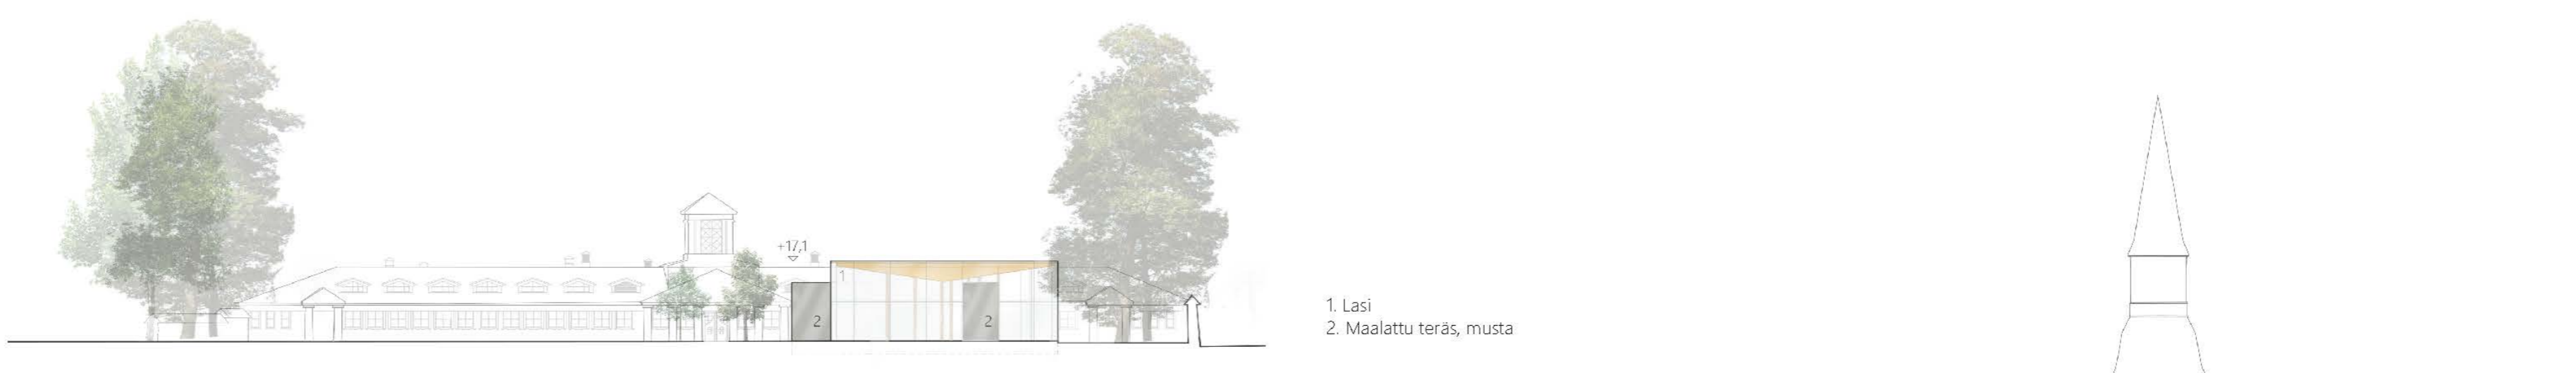 +17,1
1
2
2
1. Lasi
2. Maalattu teräs, musta